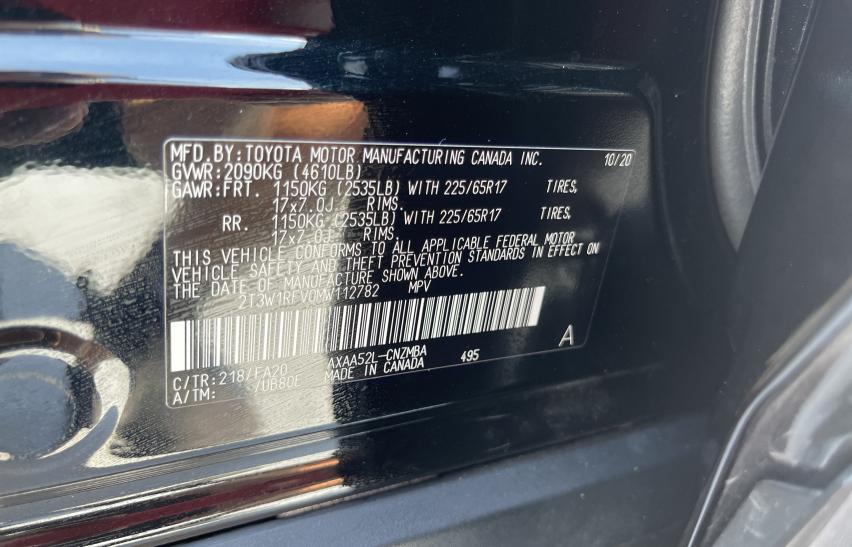 MFD.BY:TOYOTA MOTOR MANUFACTURING CANADA INC. 10/20
GVWR:2090KG (4610LB)
GAWR:FRT. 1150KG (2535LB) WITH 225/65R17 TIRES,
17x7.0J RIMS.
RR. 1150KG (2535LB) WITH 225/65R17 TIRES,
17x7.0J RIMS.
THIS VEHICLE CONFORMS TO ALL APPLICABLE FEDERAL MOTOR
VEHICLE SAFETY AND THEFT PREVENTION STANDARDS IN EFFECT ON
THE DATE OF MANUFACTURE SHOWN ABOVE.
2T3W1RFV0MW112782 MPV
AXAA52L-CNZMBA 495 A
C/TR:218/FA20 MADE IN CANADA
A/TM: /UB80E